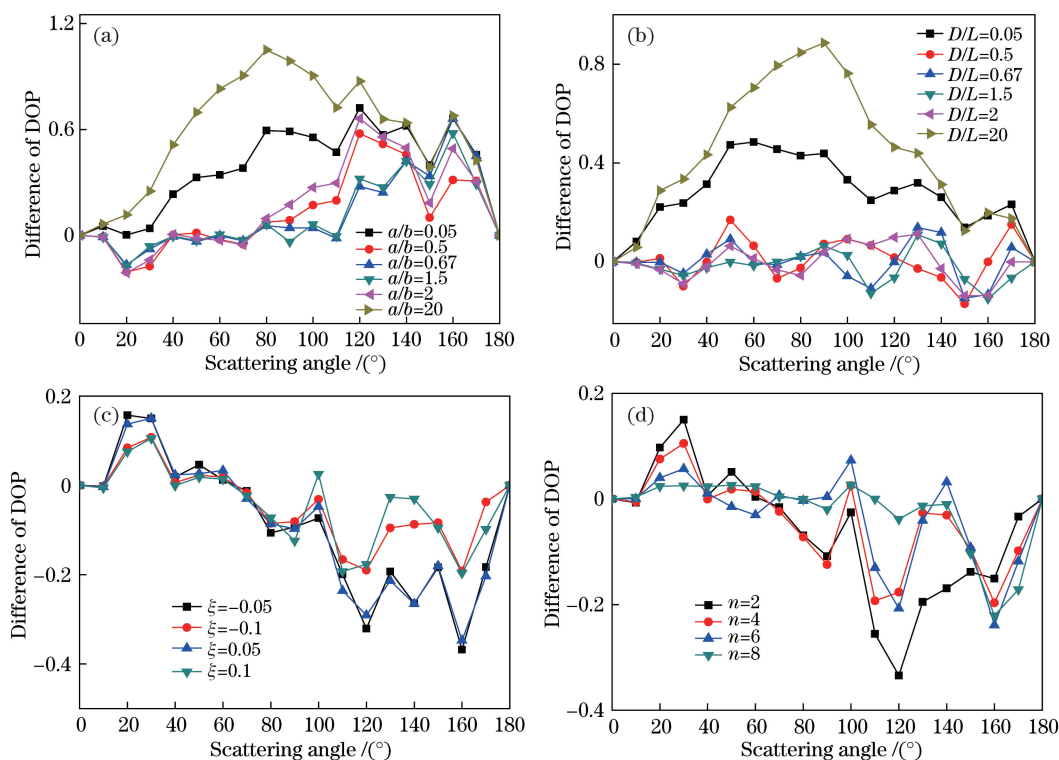 (a)
1.2
0.6
0
Difference of DOP
a/b=0.05
a/b=0.5
a/b=0.67
a/b=1.5
a/b=2
a/b=20
0 20 40 60 80 100 120 140 160 180
Scattering angle /(°)
(b)
0.8
0.4
0
Difference of DOP
D/L=0.05
D/L=0.5
D/L=0.67
D/L=1.5
D/L=2
D/L=20
0 20 40 60 80 100 120 140 160 180
Scattering angle /(°)
(c)
0.2
0
−0.2
−0.4
Difference of DOP
ξ=−0.05
ξ=−0.1
ξ=0.05
ξ=0.1
0 20 40 60 80 100 120 140 160 180
Scattering angle /(°)
(d)
0.2
0
−0.2
−0.4
Difference of DOP
n=2
n=4
n=6
n=8
0 20 40 60 80 100 120 140 160 180
Scattering angle /(°)